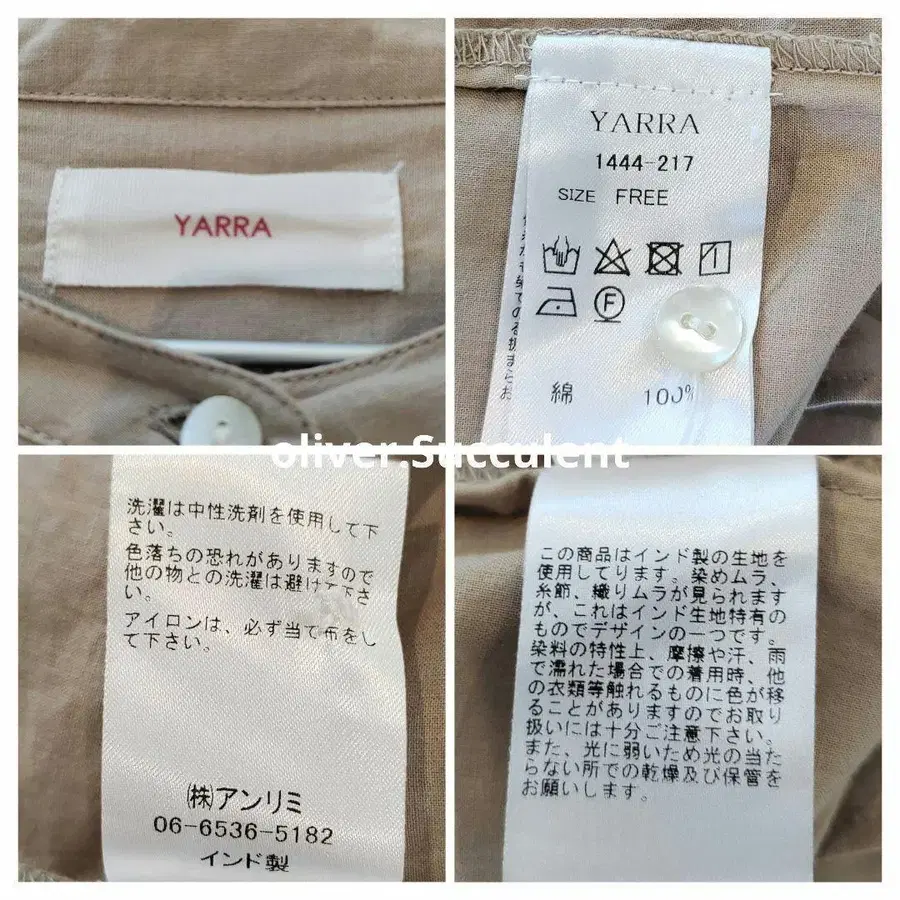 YARRA
YARRA
1444-217
SIZE FREE
F
綿 100%
oliver.Succulent
洗濯は中性洗剤を使用して下
さい。
色落ちの恐れがありますので
他の物との洗濯は避けて下さ
い。
アイロンは、必ず当て布をし
て下さい。
㈱アンリミ
06-6536-5182
インド製
この商品はインド製の生地を
使用してります。染めムラ、
糸節、織りムラが見られます
が、これはインド生地特有の
ものでデザインの一つです。
染料の特性上、摩擦や汗、雨
で濡れた場合での着用時、他
の衣類等触れるものに色が移
ることがありますのでお取り
扱いには十分ご注意下さい。
また、光に弱いため光の当た
らない所での乾燥及び保管を
お願いします。